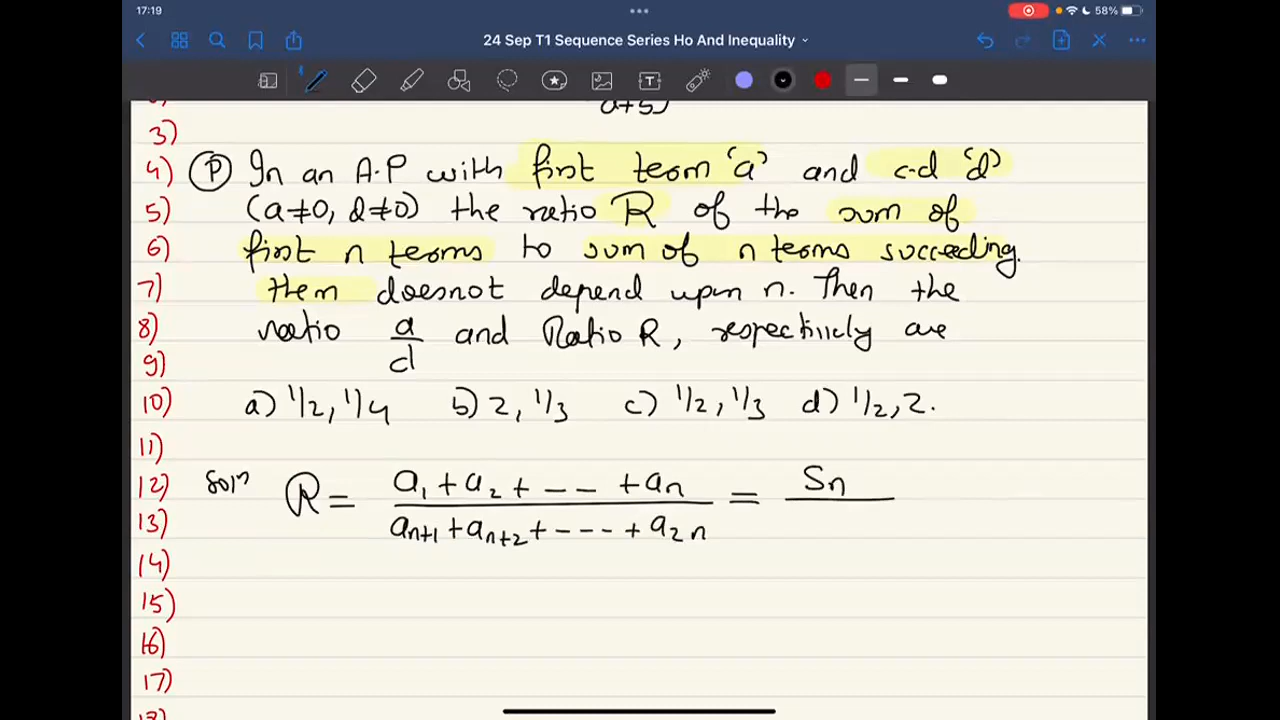 17:19
58%
24 Sep T1 Sequence Series Ho And Inequality
a+5)
3)
4) (P) In an A.P with first term 'a' and c.d 'd'
5) (a≠0, d≠0) the ratio R of the sum of
6) first n terms to sum of n terms succeeding.
7) them doesnot depend upon n. Then the
8) ratio a/d and Ratio R, respectively are
9)
10) a) 1/2, 1/4 b) 2, 1/3 c) 1/2, 1/3 d) 1/2, 2.
11)
12) Soln R = (a₁ + a₂ + -- -- + aₙ)/(aₙ₊₁ + aₙ₊₂ + ---- + a₂ₙ) = Sₙ/
13)
14)
15)
16)
17)